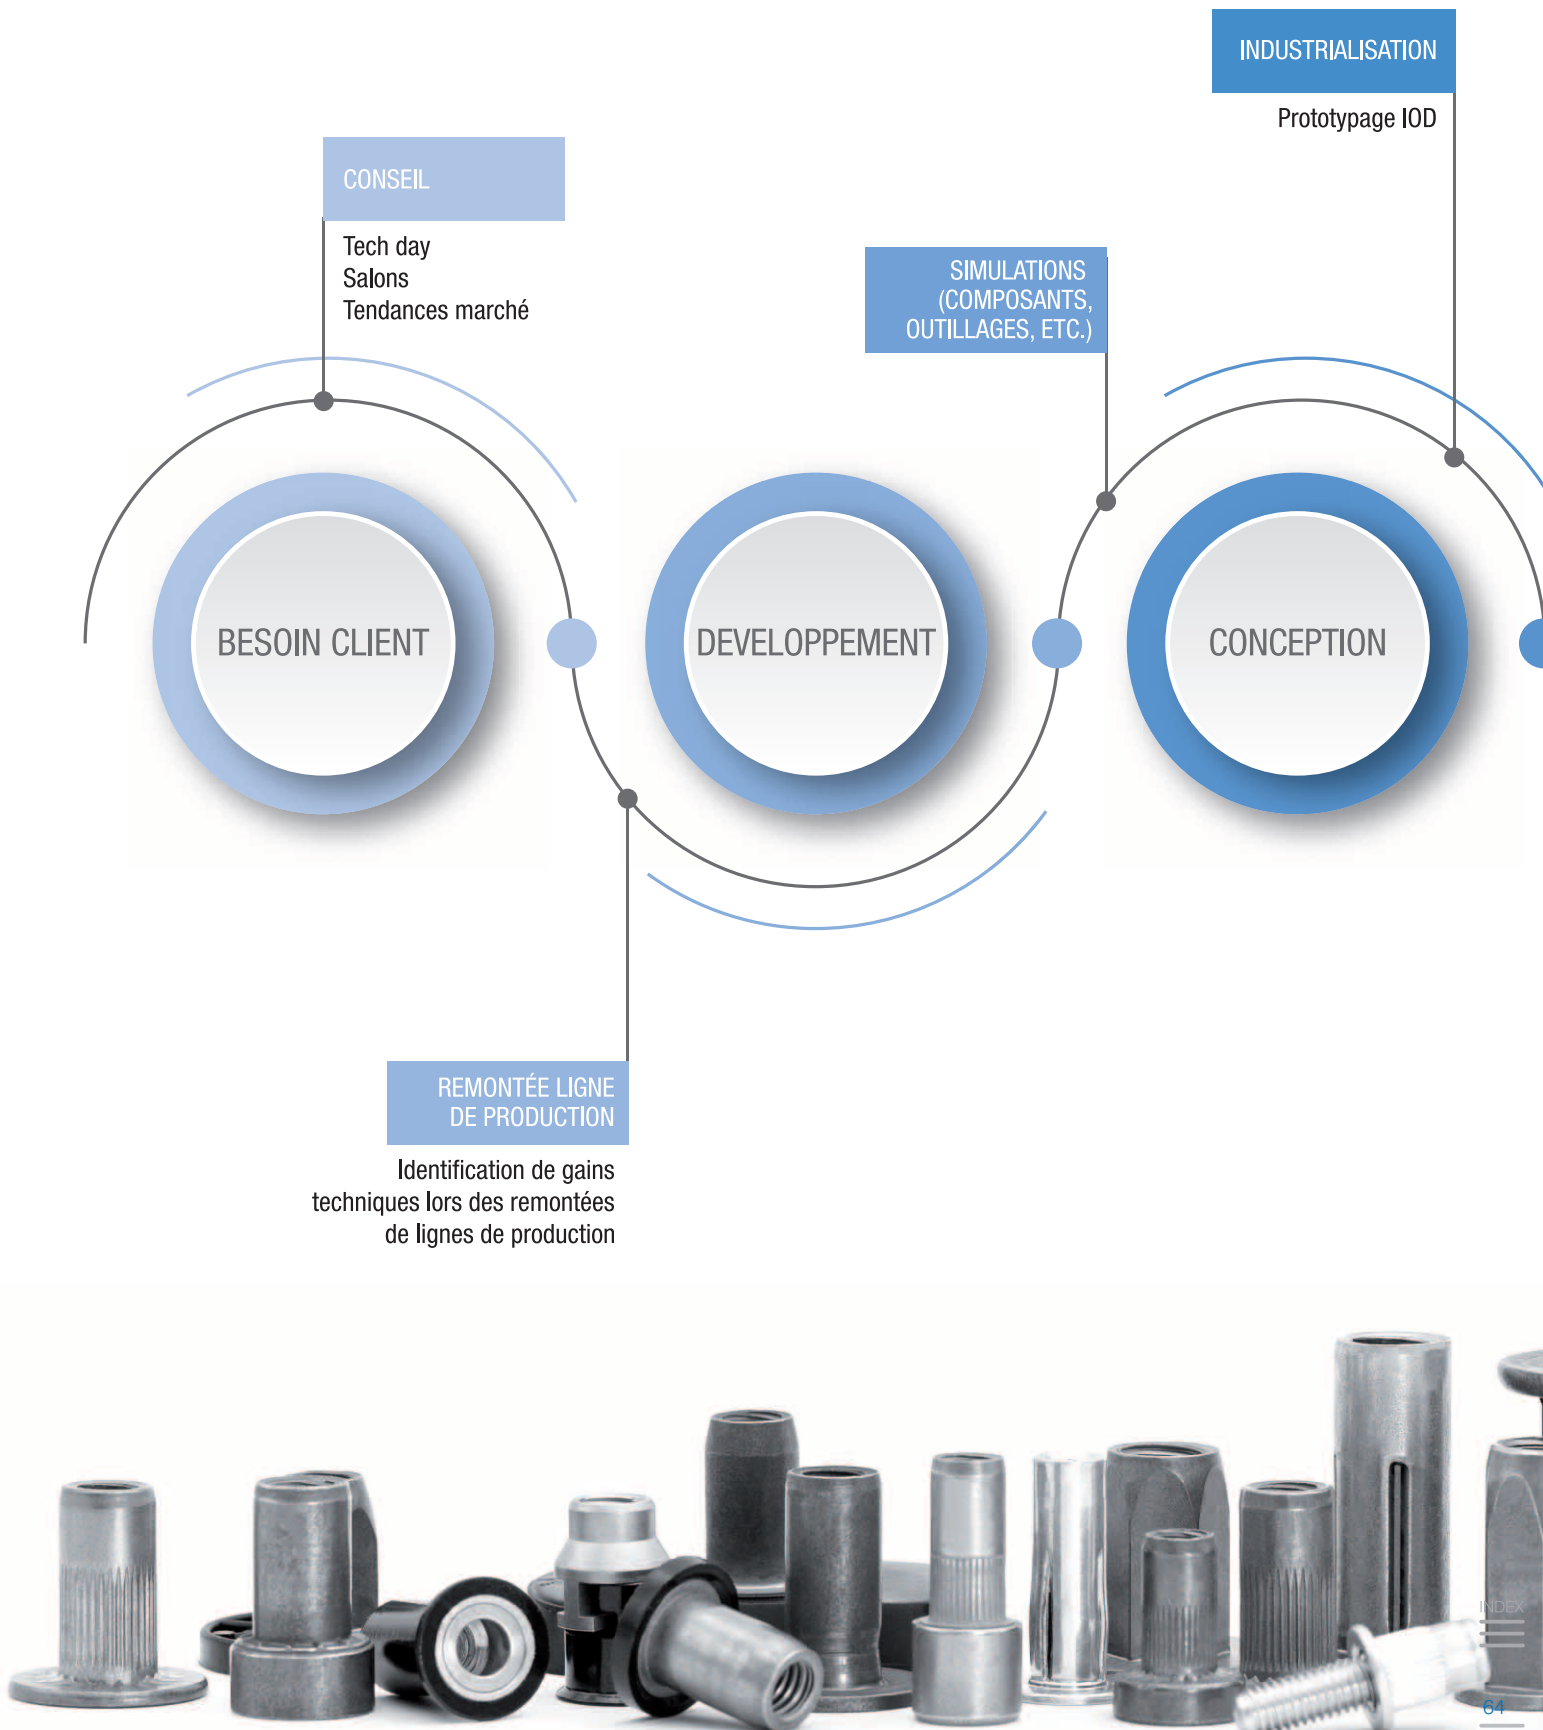 INDUSTRIALISATION
Prototypage IOD
CONSEIL
Tech day
Salons
Tendances marché
SIMULATIONS
(COMPOSANTS,
OUTILLAGES, ETC.)
BESOIN CLIENT
DEVELOPPEMENT
CONCEPTION
REMONTÉE LIGNE
DE PRODUCTION
Identification de gains
techniques lors des remontées
de lignes de production
INDEX
64